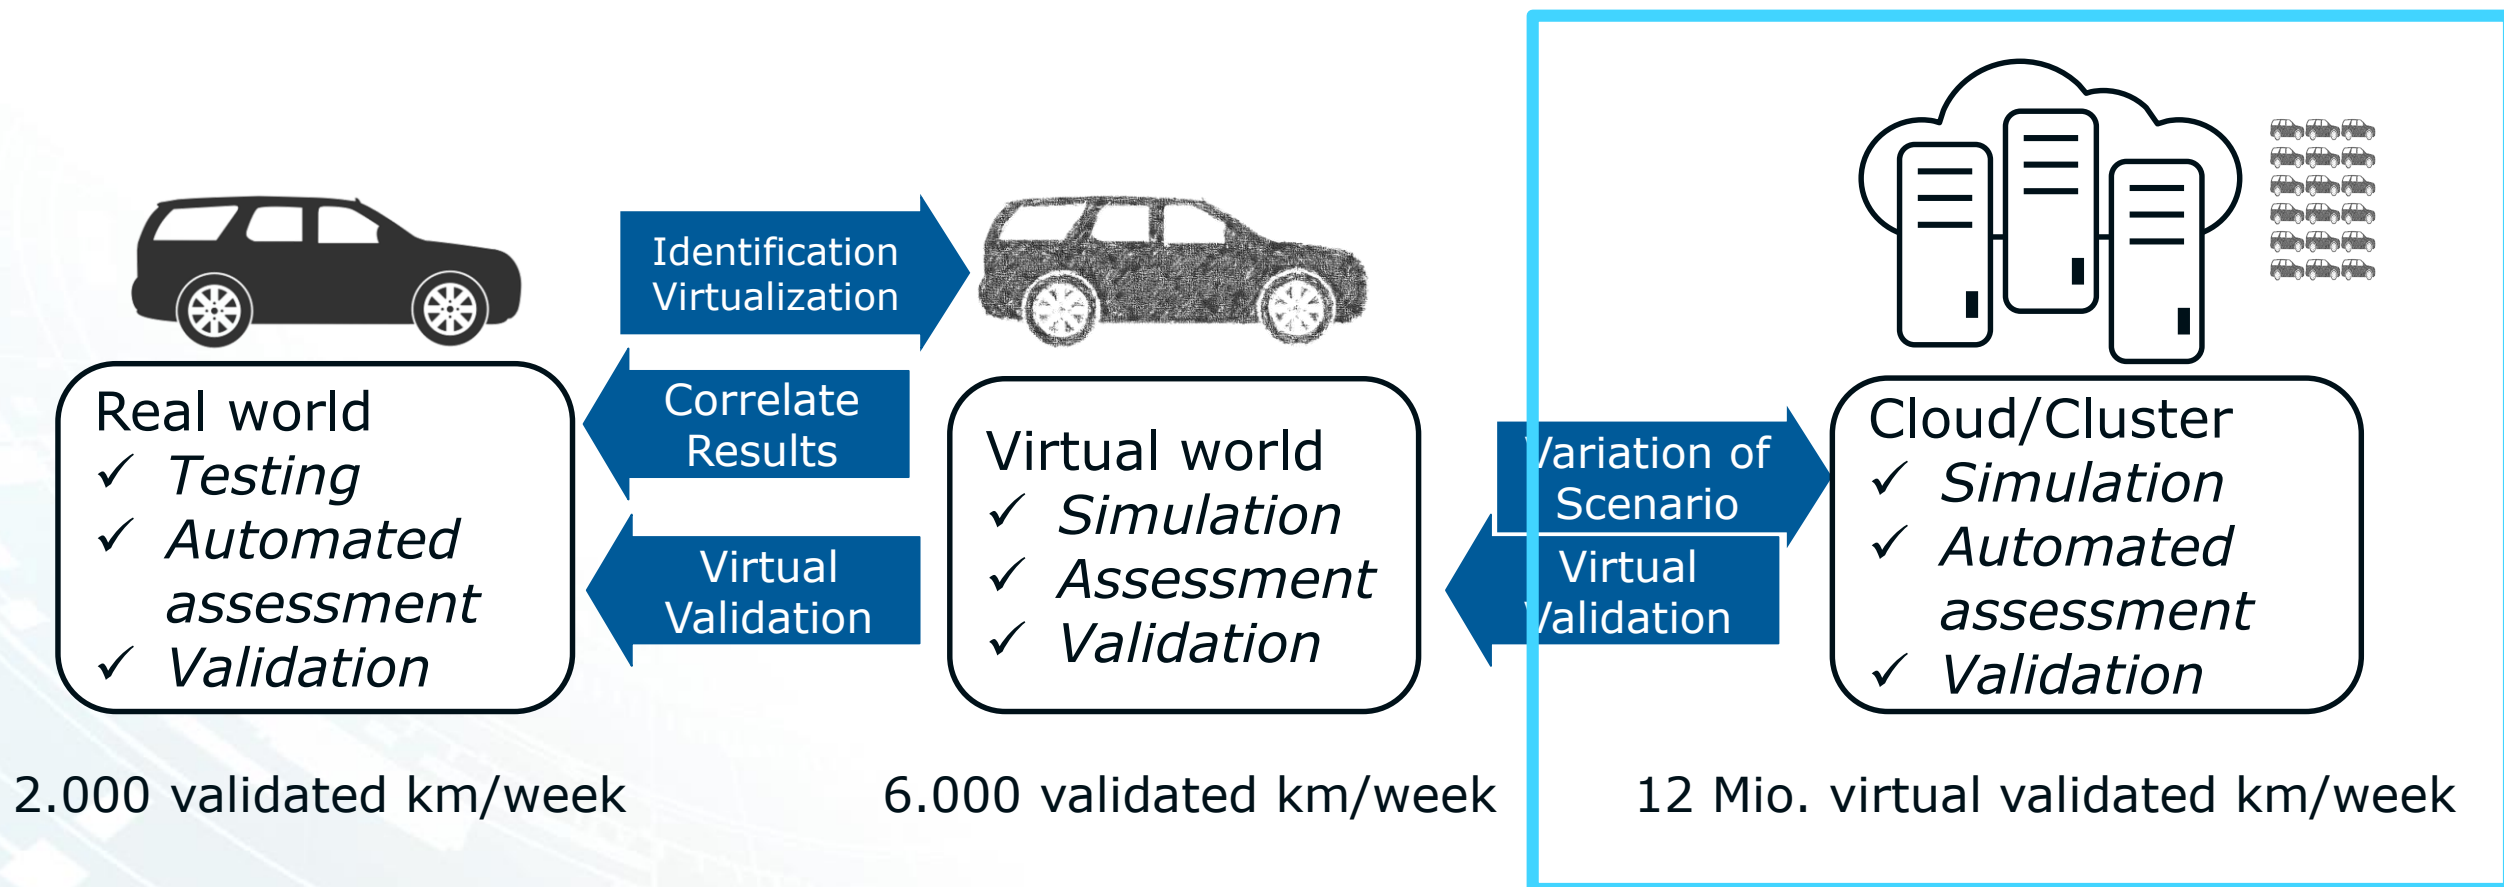 Identification
Virtualization
Correlate
Results
Virtual
Validation
Real world
✓ Testing
✓ Automated
assessment
✓ Validation
2.000 validated km/week
Virtual world
✓ Simulation
✓ Assessment
✓ Validation
6.000 validated km/week
Variation of
Scenario
Virtual
Validation
Cloud/Cluster
✓ Simulation
✓ Automated
assessment
✓ Validation
12 Mio. virtual validated km/week